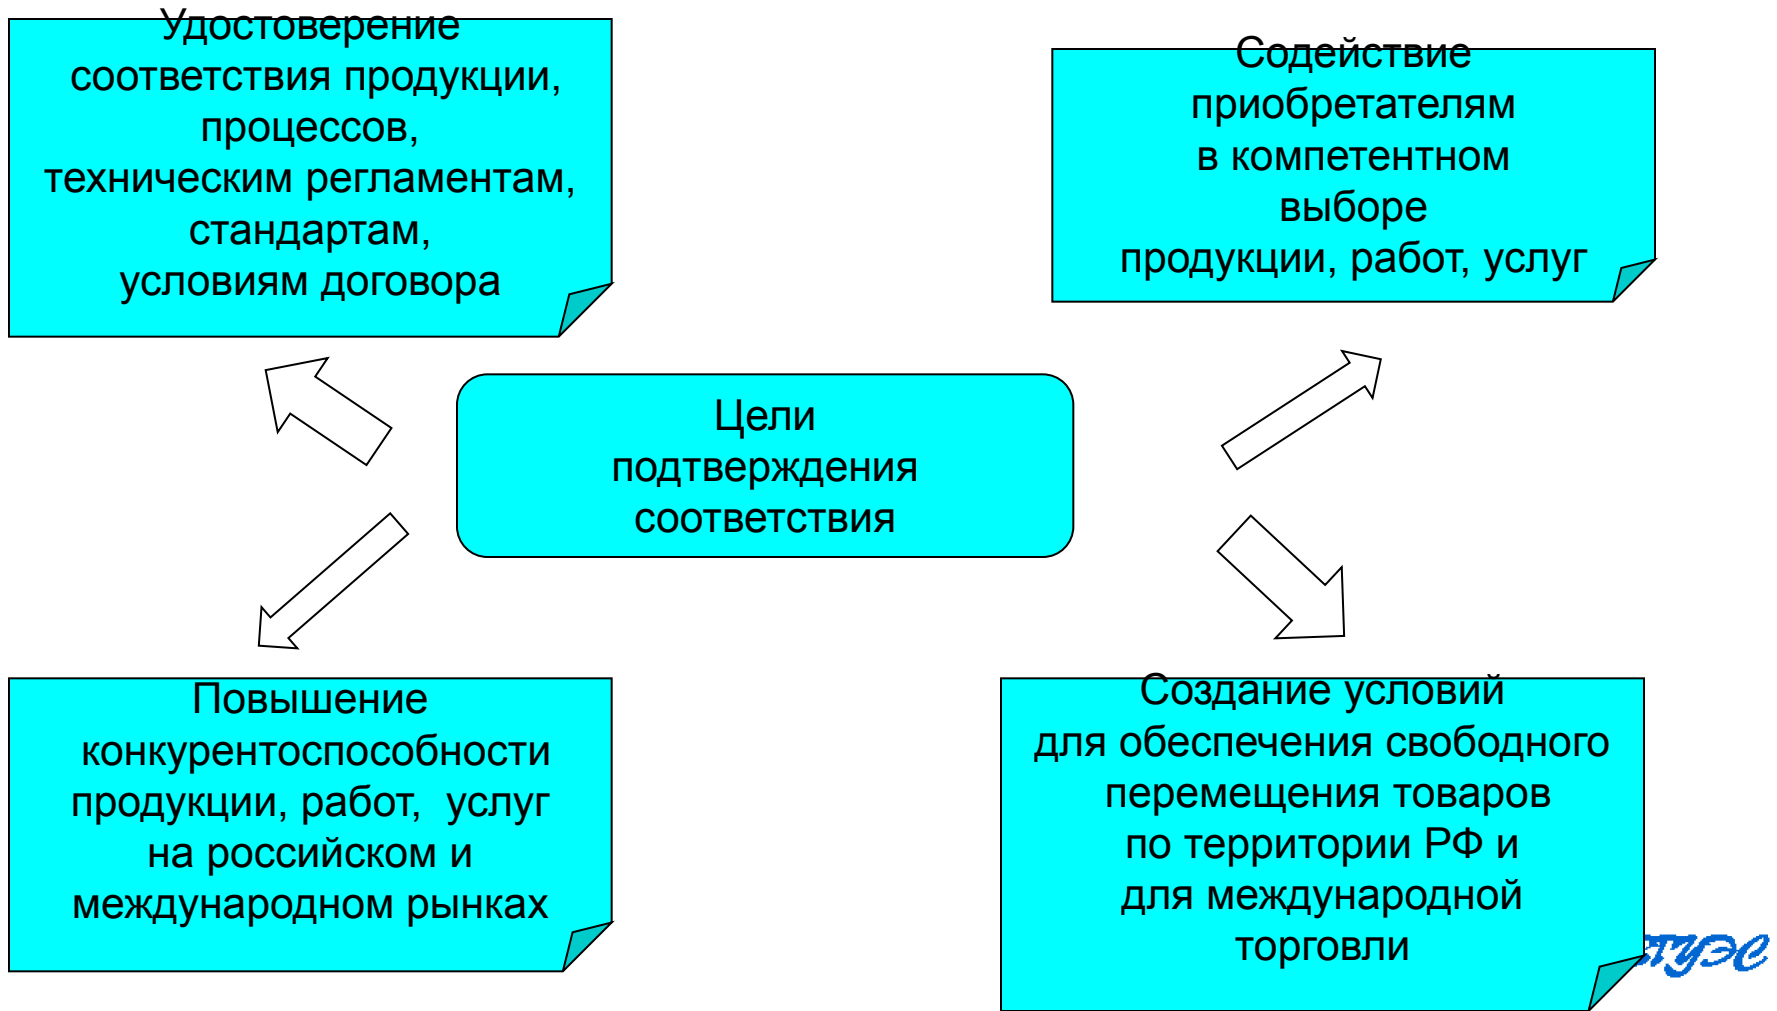 Удостоверение
соответствия продукции,
процессов,
техническим регламентам,
стандартам,
условиям договора
Содействие
приобретателям
в компетентном
выборе
продукции, работ, услуг
Цели
подтверждения
соответствия
Повышение
конкурентоспособности
продукции, работ, услуг
на российском и
международном рынках
Создание условий
для обеспечения свободного
перемещения товаров
по территории РФ и
для международной
торговли